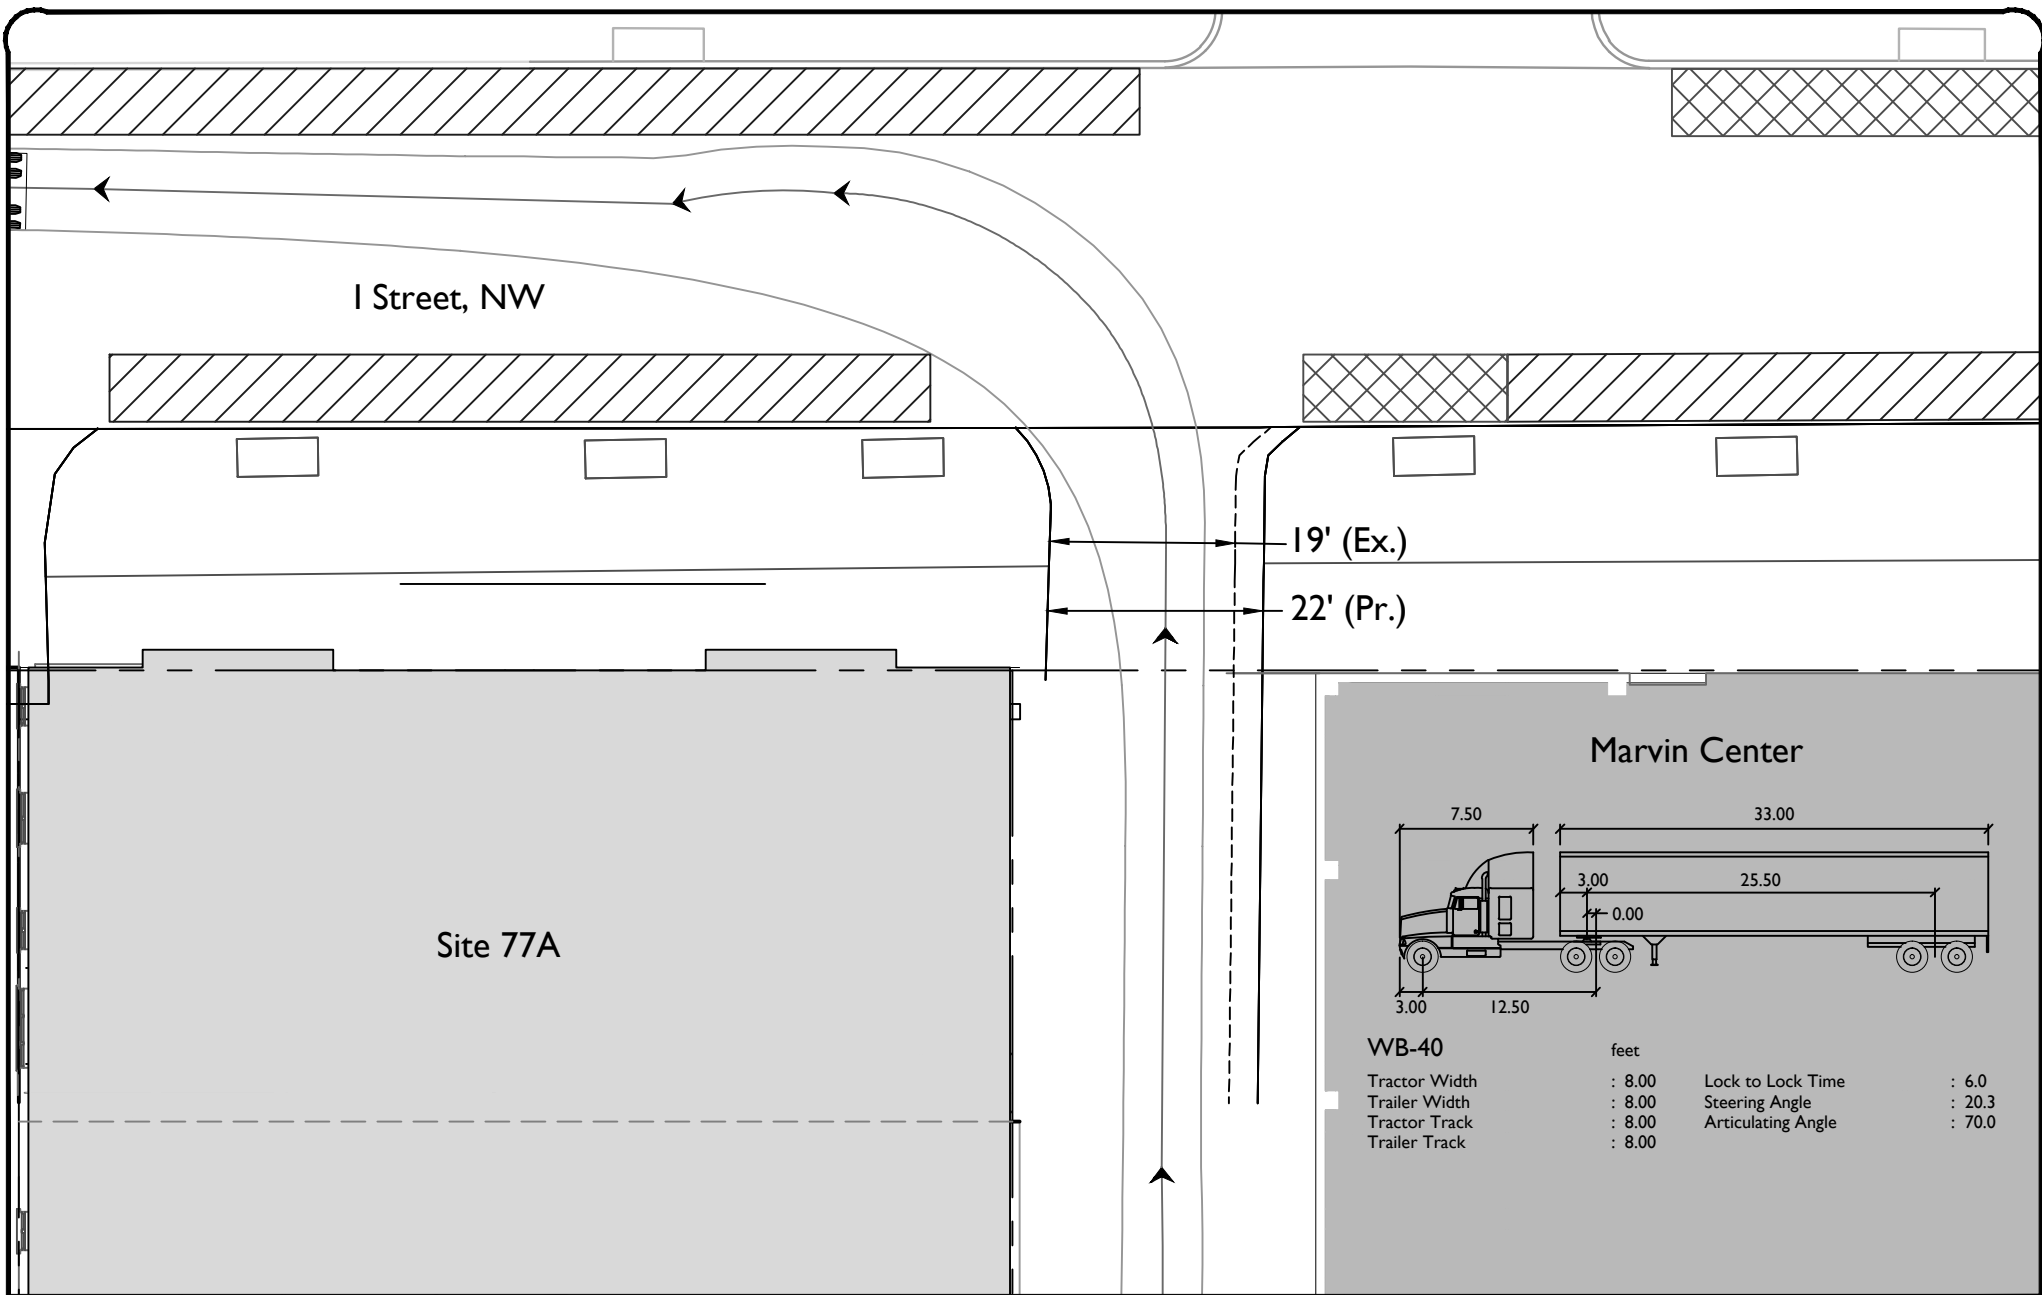 I Street, NW
19' (Ex.)
22' (Pr.)
Marvin Center
7.50 33.00
3.00 25.50
0.00
3.00 12.50
Site 77A
WB-40 feet
Tractor Width : 8.00 Lock to Lock Time : 6.0
Trailer Width : 8.00 Steering Angle : 20.3
Tractor Track : 8.00 Articulating Angle : 70.0
Trailer Track : 8.00